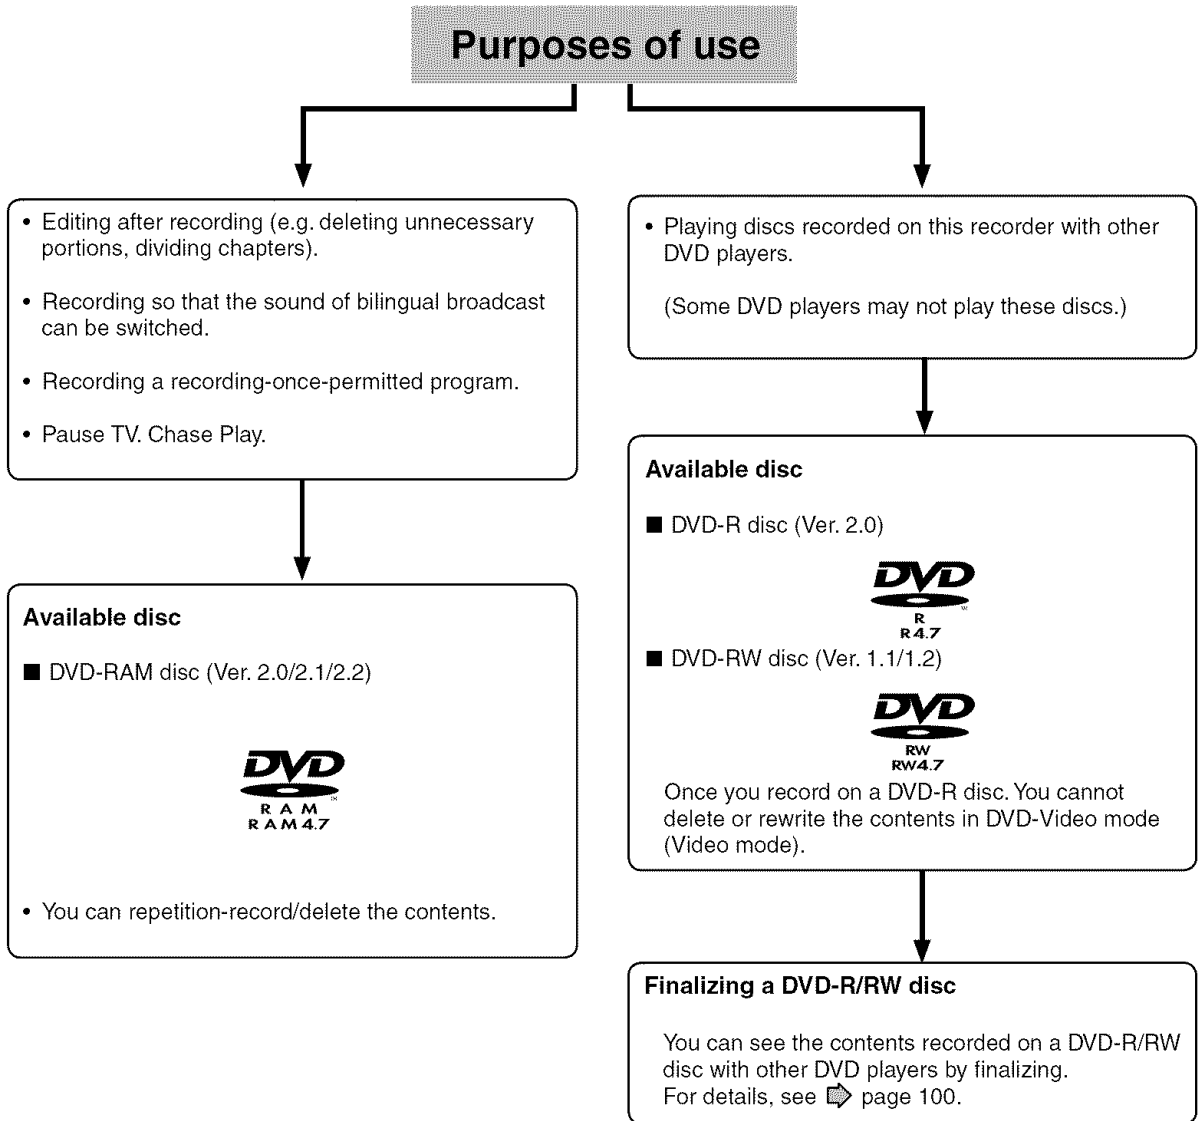 Purposes of use
• Editing after recording (e.g. deleting unnecessary
portions, dividing chapters).
• Recording so that the sound of bilingual broadcast
can be switched.
• Recording a recording-once-permitted program.
• Pause TV. Chase Play.
Available disc
■ DVD-RAM disc (Ver. 2.0/2.1/2.2)
DVD
TM
R A M
RAM4.7
• You can repetition-record/delete the contents.
• Playing discs recorded on this recorder with other
DVD players.
(Some DVD players may not play these discs.)
Available disc
■ DVD-R disc (Ver. 2.0)
DVD
R
R4.7
■ DVD-RW disc (Ver. 1.1/1.2)
DVD
RW
RW4.7
Once you record on a DVD-R disc. You cannot
delete or rewrite the contents in DVD-Video mode
(Video mode).
Finalizing a DVD-R/RW disc
You can see the contents recorded on a DVD-R/RW
disc with other DVD players by finalizing.
For details, see page 100.